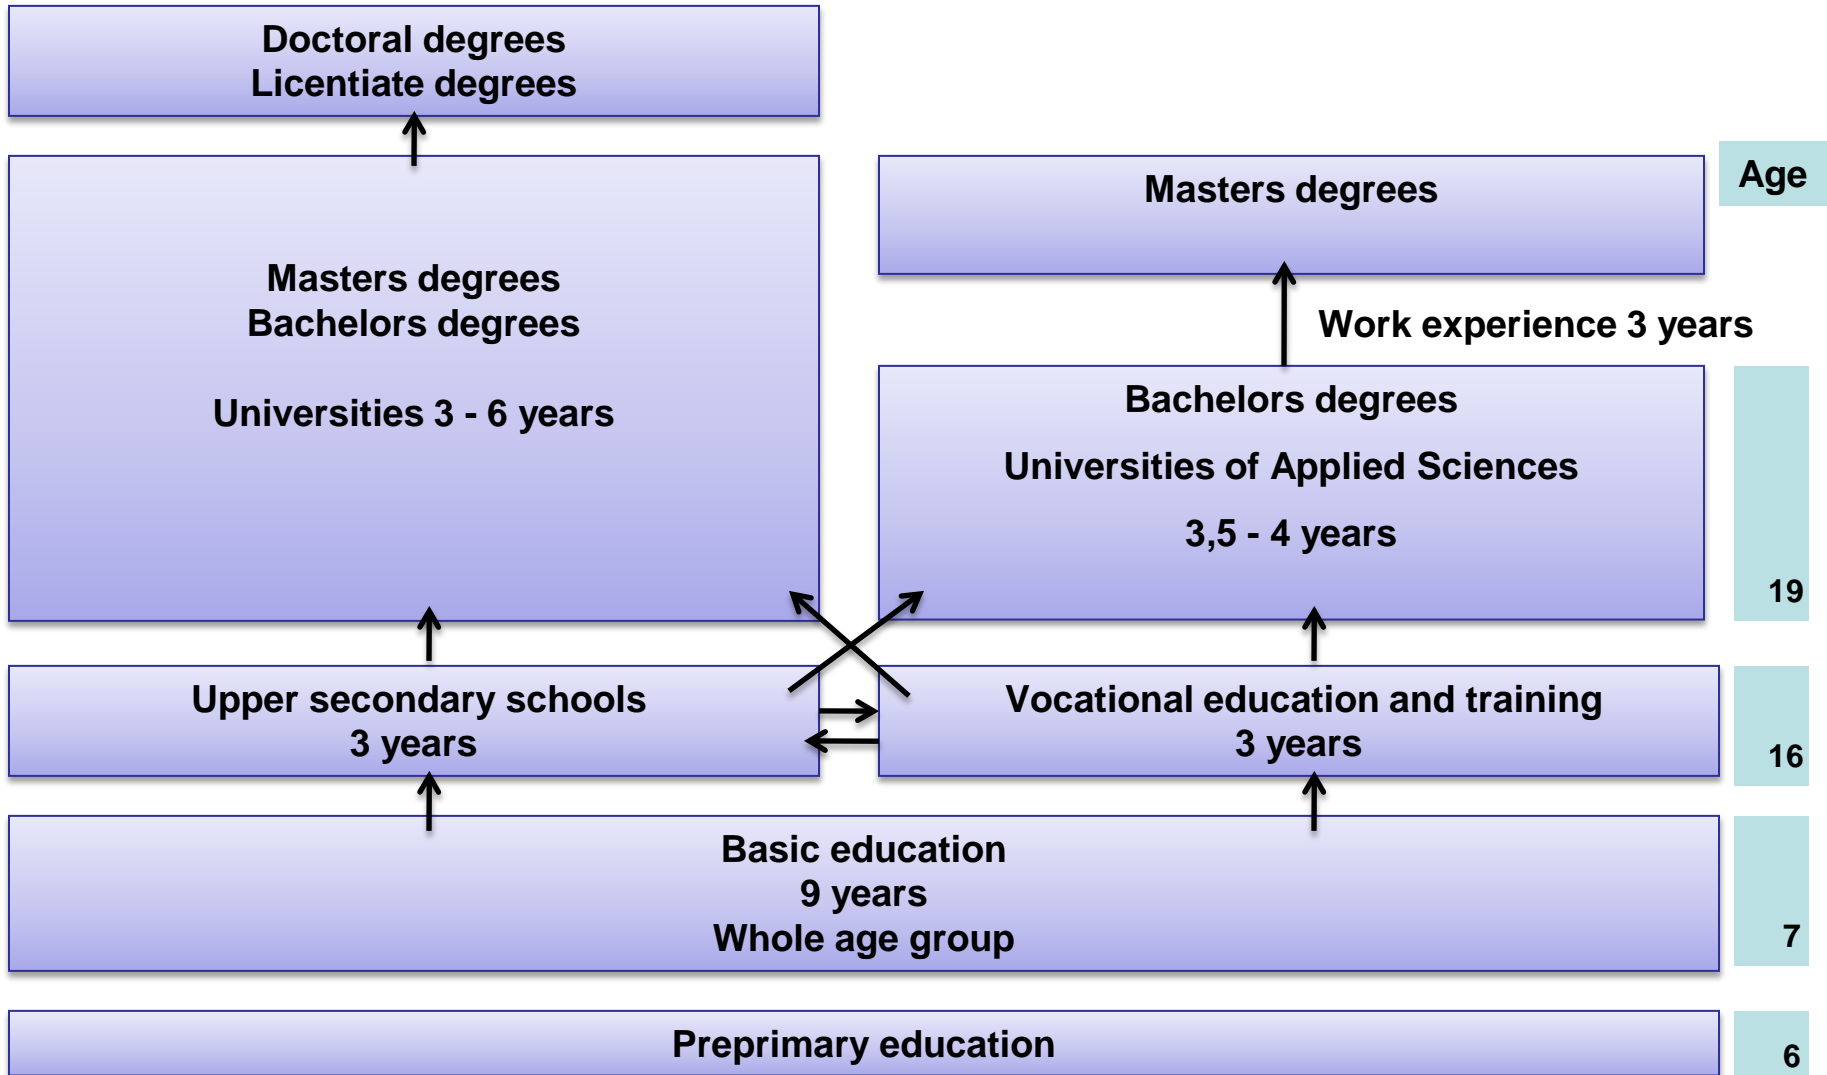 Doctoral degrees
Licentiate degrees
Masters degrees
Bachelors degrees
Universities 3 - 6 years
Masters degrees
Age
Work experience 3 years
Bachelors degrees
Universities of Applied Sciences
3,5 - 4 years
19
Upper secondary schools
3 years
Vocational education and training
3 years
16
Basic education
9 years
Whole age group
7
Preprimary education
6